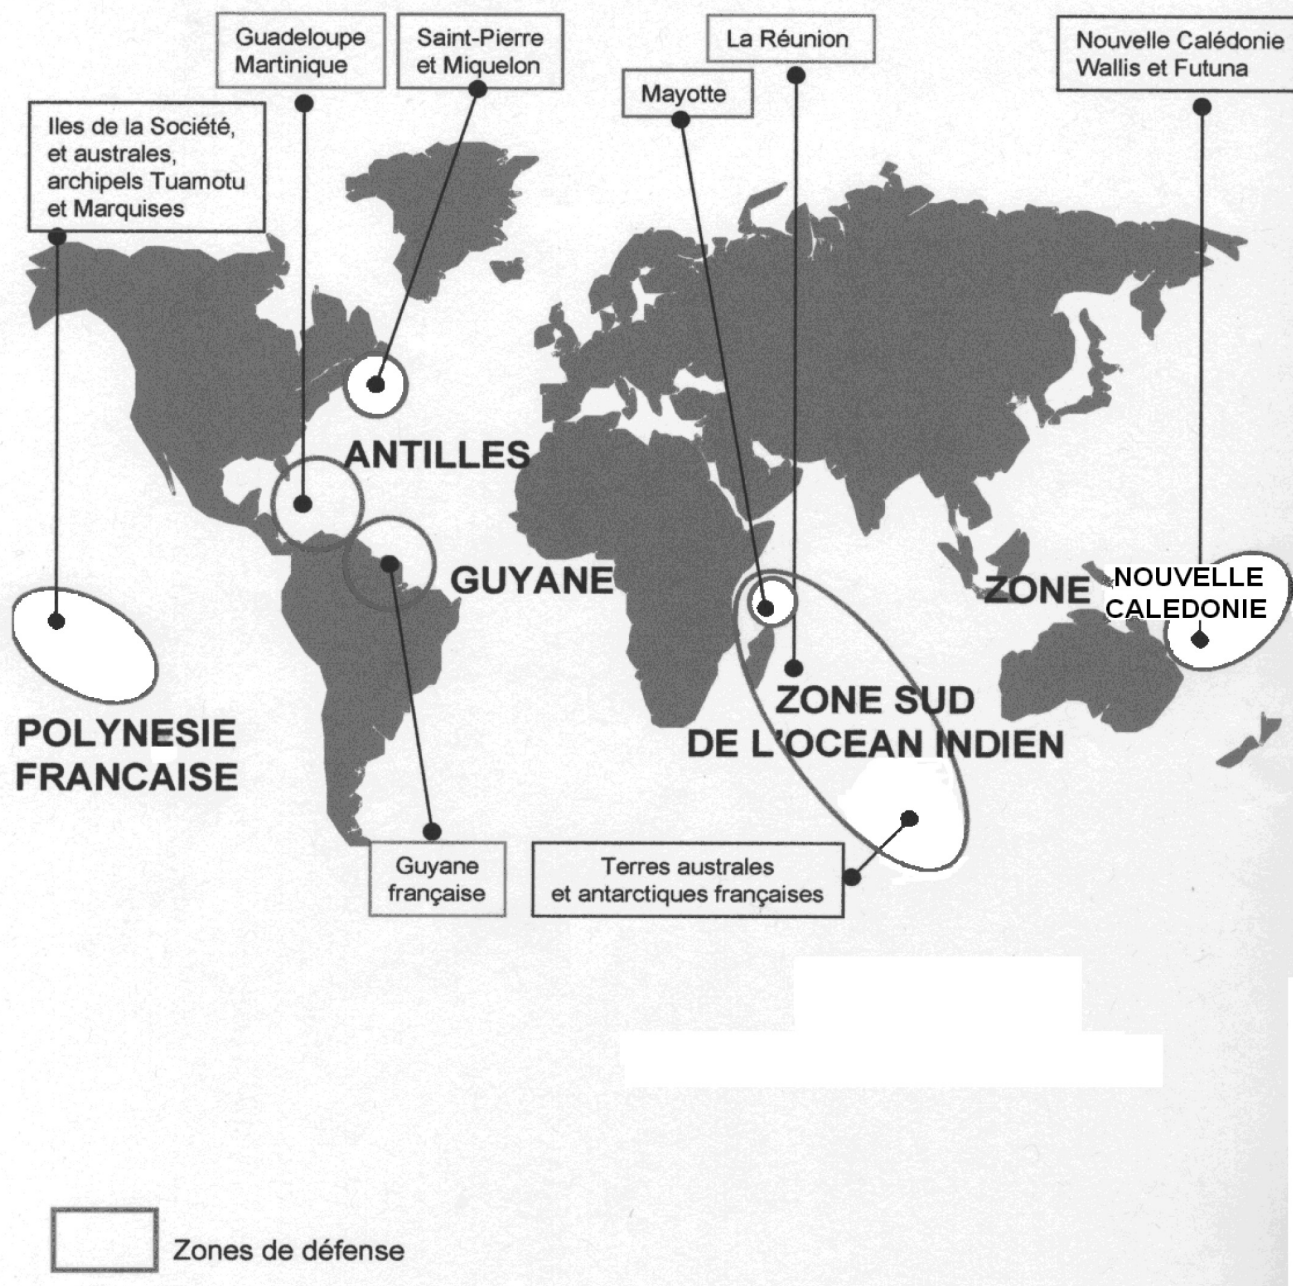 Guadeloupe
Martinique
Saint-Pierre
et Miquelon
La Réunion
Nouvelle Calédonie
Wallis et Futuna
Mayotte
Iles de la Société,
et australes,
archipels Tuamotu
et Marquises
ANTILLES
GUYANE
ZONE NOUVELLE
CALEDONIE
POLYNESIE
FRANCAISE
ZONE SUD
DE L'OCEAN INDIEN
Guyane
française
Terres australes
et antarctiques françaises
Zones de défense